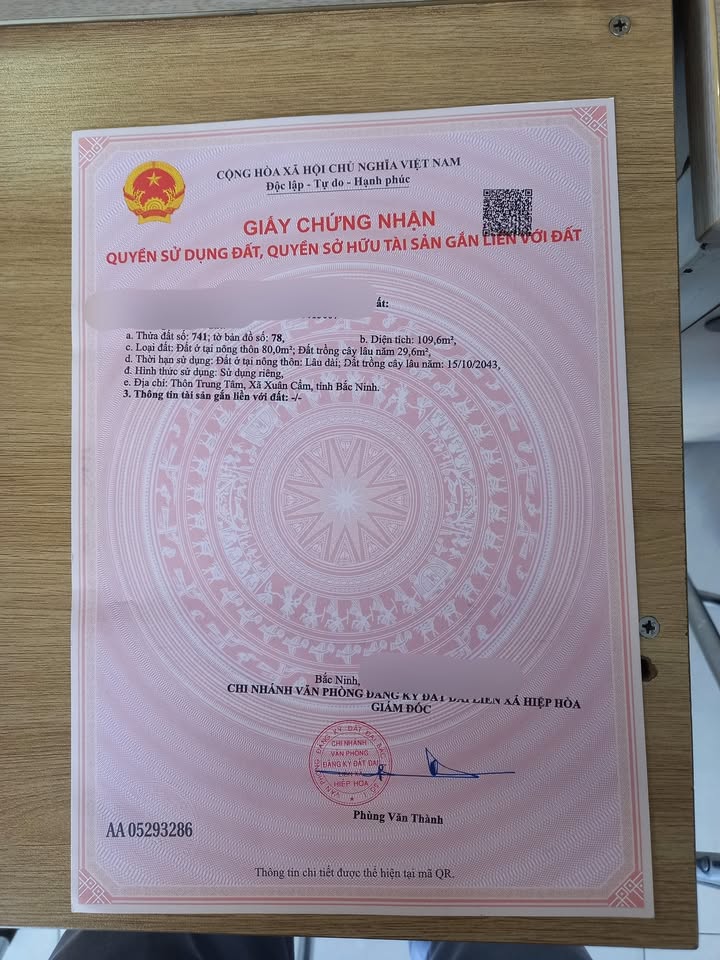 CỘNG HÒA XÃ HỘI CHỦ NGHĨA VIỆT NAM
Độc lập - Tự do - Hạnh phúc
GIẤY CHỨNG NHẬN
QUYỀN SỬ DỤNG ĐẤT, QUYỀN SỞ HỮU TÀI SẢN GẮN LIỀN VỚI ĐẤT
ất:
a. Thửa đất số: 741; tờ bản đồ số: 78, b. Diện tích: 109,6m²,
c. Loại đất: Đất ở tại nông thôn 80,0m²; Đất trồng cây lâu năm 29,6m²,
d. Thời hạn sử dụng: Đất ở tại nông thôn: Lâu dài; Đất trồng cây lâu năm: 15/10/2043,
đ. Hình thức sử dụng: Sử dụng riêng,
e. Địa chỉ: Thôn Trung Tâm, Xã Xuân Cẩm, tỉnh Bắc Ninh.
3. Thông tin tài sản gắn liền với đất: -/-
Bắc Ninh,
CHI NHÁNH VĂN PHÒNG ĐĂNG KÝ ĐẤT ĐAI LIÊN XÃ HIỆP HÒA
GIÁM ĐỐC
CHI NHÁNH
VĂN PHÒNG
ĐĂNG KÝ ĐẤT ĐAI
LIÊN XÃ
HIỆP HÒA
Phùng Văn Thành
AA 05293286
Thông tin chi tiết được thể hiện tại mã QR.